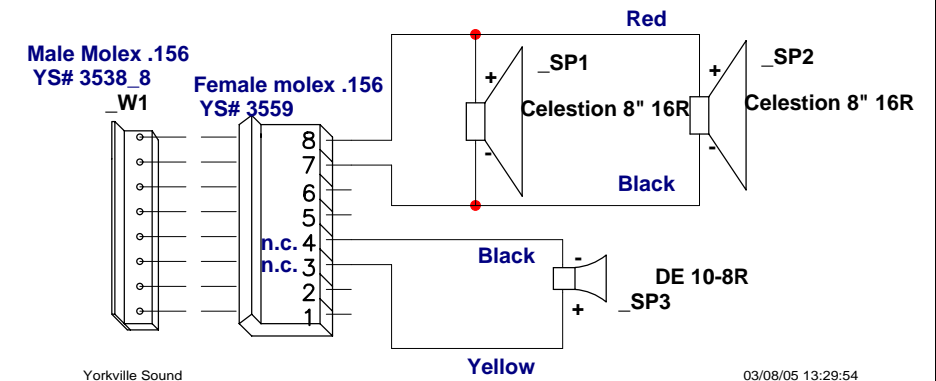 Red
Male Molex .156
YS# 3538_8
_W1
Female molex .156
YS# 3559
+
_SP1
Celestion 8" 16R
-
+
_SP2
Celestion 8" 16R
-
8
7
6
5
n.c. 4
n.c. 3
2
1
Black
Black
-
DE 10-8R
_SP3
+
Yellow
Yorkville Sound
03/08/05 13:29:54